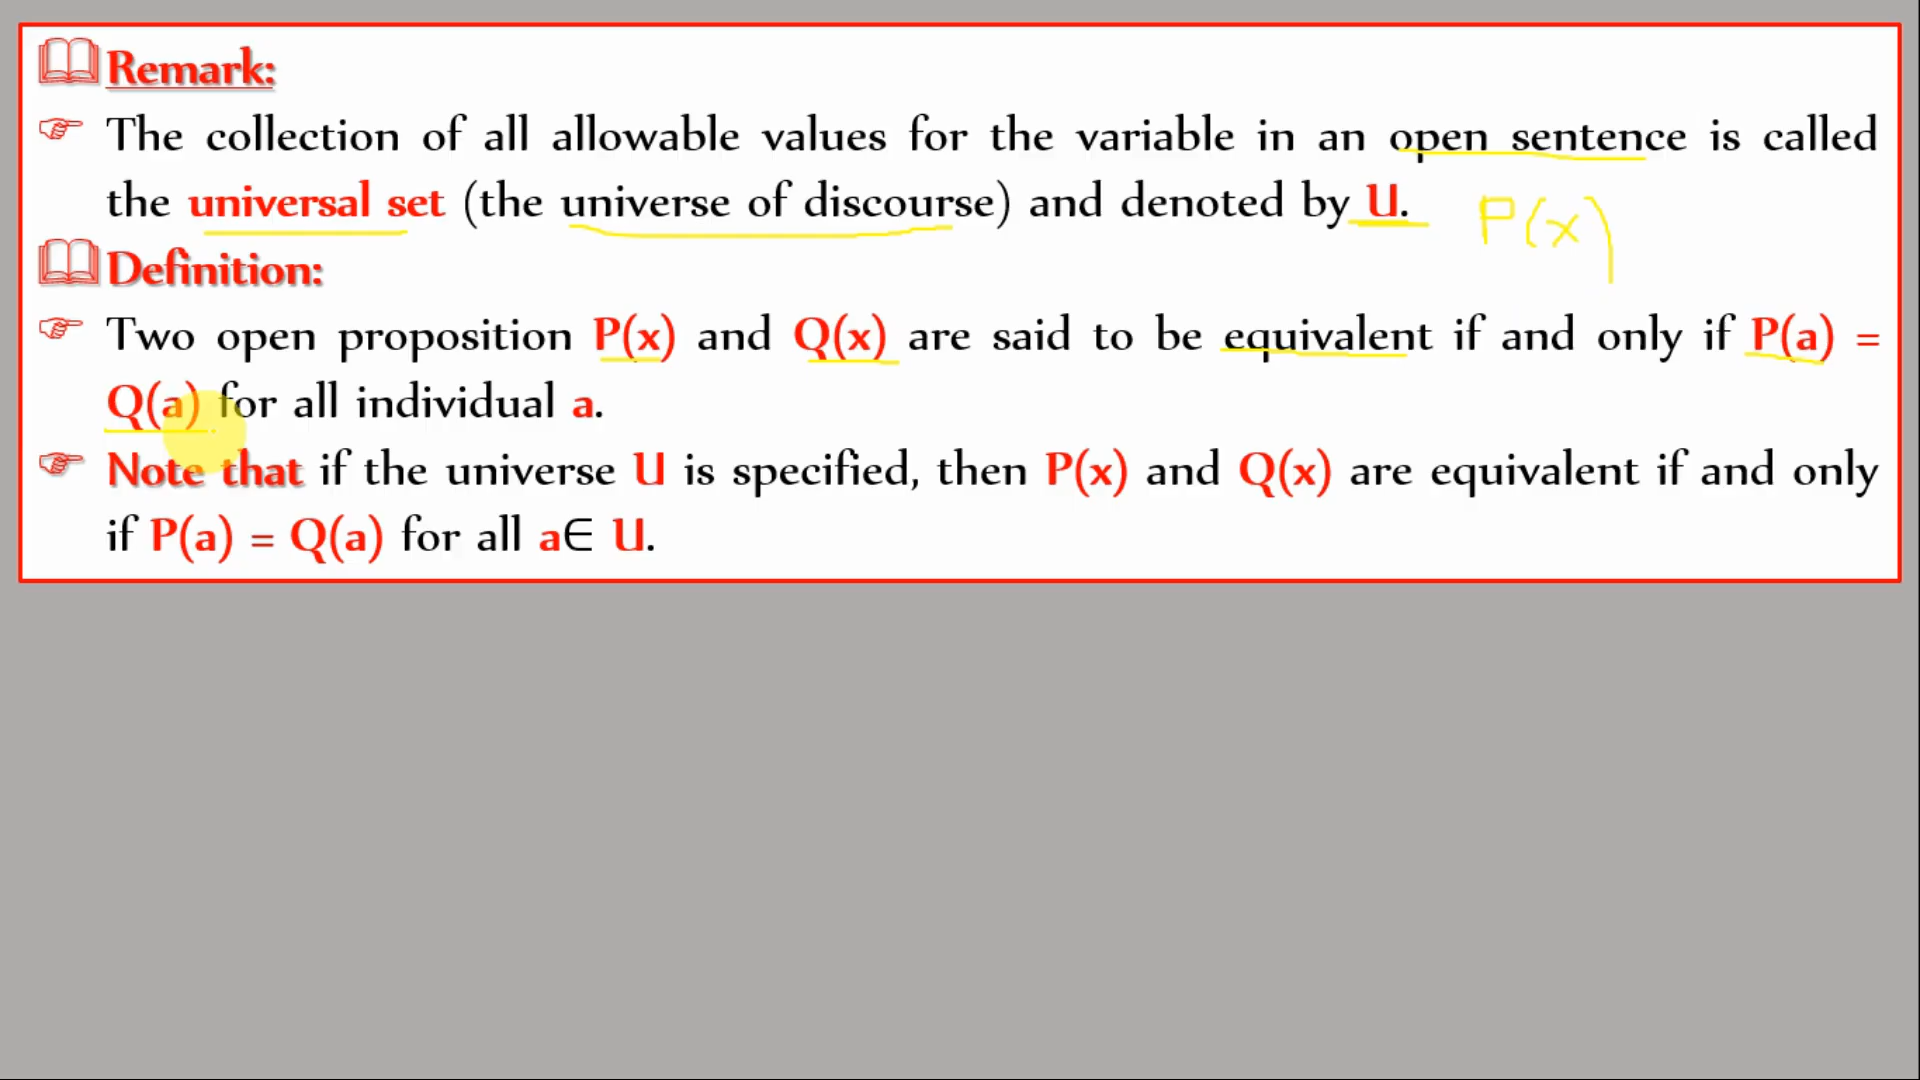 Remark:
The collection of all allowable values for the variable in an open sentence is called
the universal set (the universe of discourse) and denoted by U.
P(x)
Definition:
Two open proposition P(x) and Q(x) are said to be equivalent if and only if P(a) =
Q(a) for all individual a.
Note that if the universe U is specified, then P(x) and Q(x) are equivalent if and only
if P(a) = Q(a) for all a∈ U.